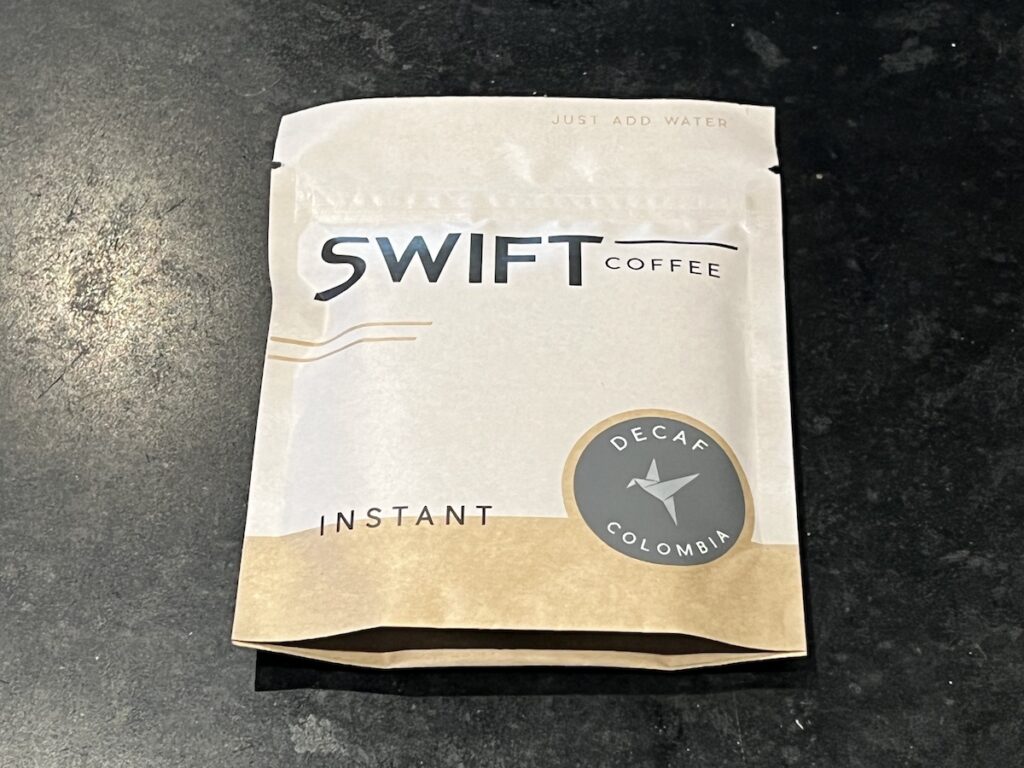 JUST ADD WATER
SWIFT
COFFEE
INSTANT
DECAF
COLOMBIA